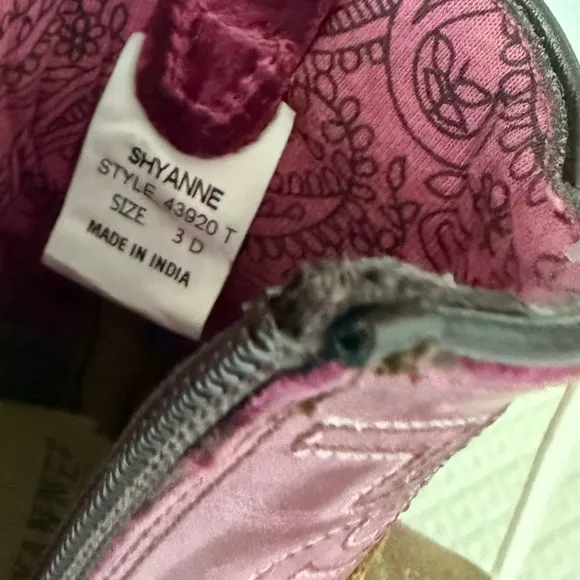 SHYANNE
STYLE 43920 T
SIZE 3 D
MADE IN INDIA